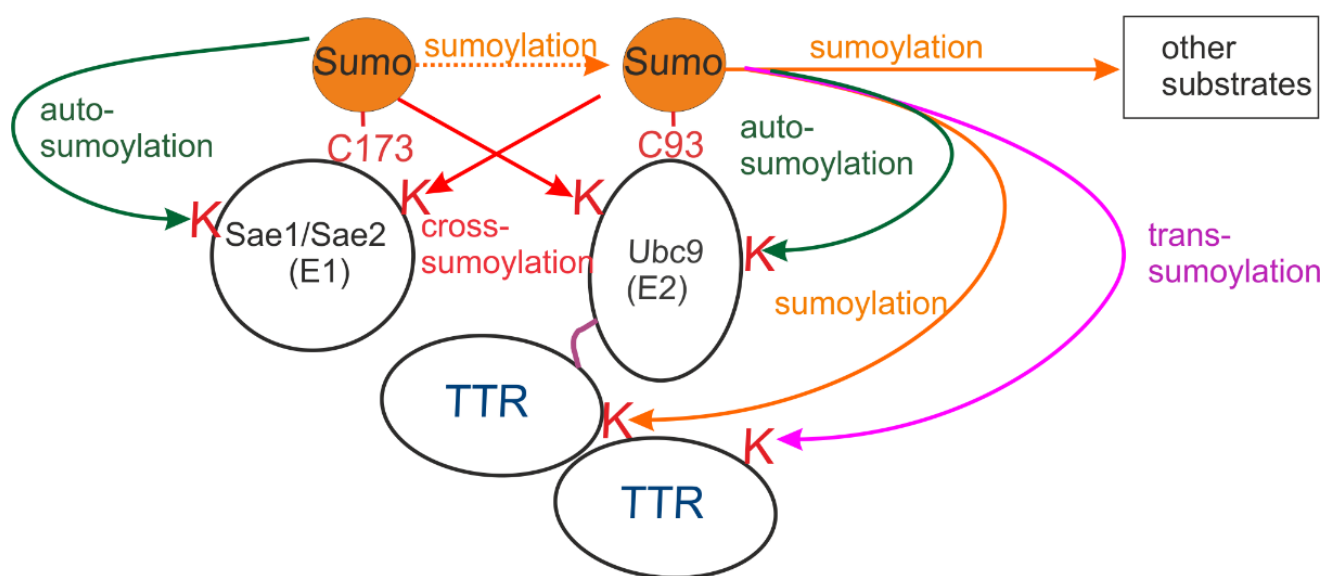 Sumo
sumoylation
Sumo
sumoylation
other
substrates
auto-
sumoylation
C173
C93
auto-
sumoylation
K
K
K
K
Sae1/Sae2
(E1)
cross-
sumoylation
Ubc9
(E2)
trans-
sumoylation
sumoylation
TTR
K
K
TTR